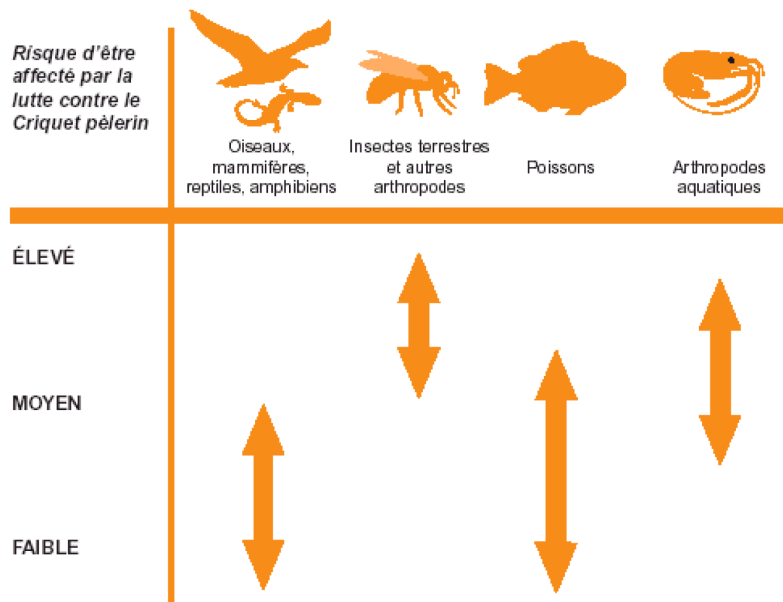 Risque d'être
affecté par la
lutte contre le
Criquet pèlerin
Oiseaux,
mammifères,
reptiles, amphibiens
Insectes terrestres
et autres
arthropodes
Poissons
Arthropodes
aquatiques
ÉLEVÉ
MOYEN
FAIBLE